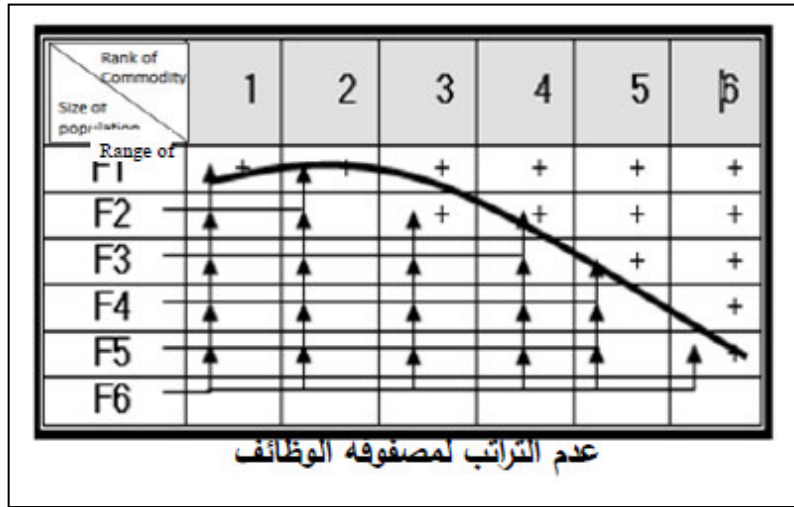 Rank of
Commodity
Size of
population
1 2 3 4 5 6
Range of
F1 + + + + + +
F2 + + + +
F3 + +
F4 +
F5 +
F6
عدم التراتب لمصفوفه الوظائف